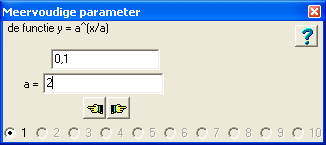 Meervoudige parameter
de functie y = a^(x/a)
?
0,1
a = 2
1 2 3 4 5 6 7 8 9 10